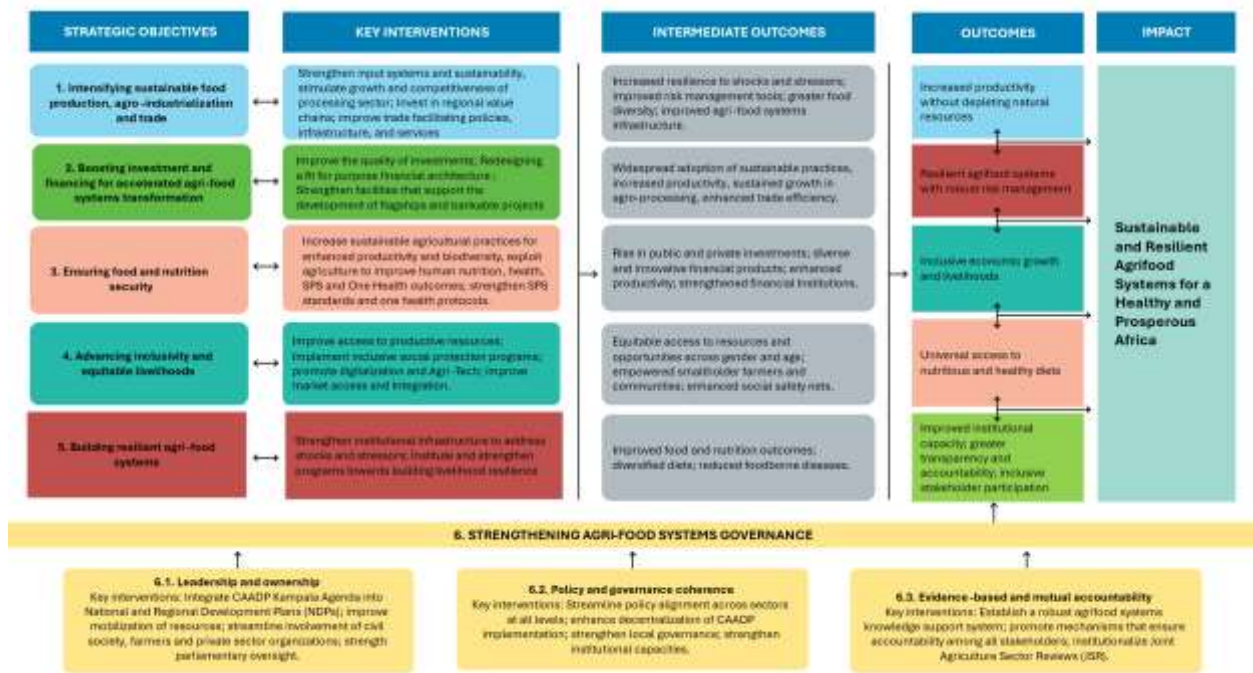 STRATEGIC OBJECTIVES
KEY INTERVENTIONS
INTERMEDIATE OUTCOMES
OUTCOMES
IMPACT
1. Intensifying sustainable food
production, agro-industrialization
and trade
Strengthen input systems and sustainability,
stimulate growth and competitiveness of
processing sector; Invest in regional value
chains; improve trade facilitating policies,
infrastructure, and services
Increased resilience to shocks and stressors;
improved risk management tools; greater food
diversity; improved agri-food systems
infrastructure.
Increased productivity
without depleting natural
resources
2. Boosting investment and
financing for accelerated agri-food
systems transformation
Improve the quality of investments; Redesigning
a fit for purpose financial architecture;
Strengthen facilities that support the
development of flagships and bankable projects
Widespread adoption of sustainable practices,
increased productivity, sustained growth in
agro-processing, enhanced trade efficiency.
Resilient agrifood systems
with robust risk management
3. Ensuring food and nutrition
security
Increase sustainable agricultural practices for
enhanced productivity and biodiversity, exploit
agriculture to improve human nutrition, health,
SPS and One Health outcomes; strengthen SPS
standards and one health protocols.
Rise in public and private investments; diverse
and innovative financial products; enhanced
productivity; strengthened financial institutions.
Inclusive economic growth
and livelihoods
4. Advancing inclusivity and
equitable livelihoods
Improve access to productive resources;
Implement inclusive social protection programs;
promote digitalization and Agri-Tech; improve
market access and integration.
Equitable access to resources and
opportunities across gender and age;
empowered smallholder farmers and
communities; enhanced social safety nets.
Universal access to
nutritious and healthy diets
5. Building resilient agri-food
systems
Strengthen institutional infrastructure to address
shocks and stressors; Institute and strengthen
programs towards building livelihood resilience
Improved food and nutrition outcomes;
diversified diets; reduced foodborne diseases.
Improved institutional
capacity; greater
transparency and
accountability; inclusive
stakeholder participation
Sustainable
and Resilient
Agrifood
Systems for a
Healthy and
Prosperous
Africa
6. STRENGTHENING AGRI-FOOD SYSTEMS GOVERNANCE
6.1. Leadership and ownership
Key interventions: Integrate CAADP Kampala Agenda into
National and Regional Development Plans (NDPs); improve
mobilization of resources; streamline involvement of civil
society, farmers and private sector organizations; strength
parliamentary oversight.
6.2. Policy and governance coherence
Key interventions: Streamline policy alignment across sectors
at all levels; enhance decentralization of CAADP
implementation; strengthen local governance; strengthen
institutional capacities.
6.3. Evidence-based and mutual accountability
Key interventions: Establish a robust agrifood systems
knowledge support system; promote mechanisms that ensure
accountability among all stakeholders; institutionalize Joint
Agriculture Sector Reviews (JSR).